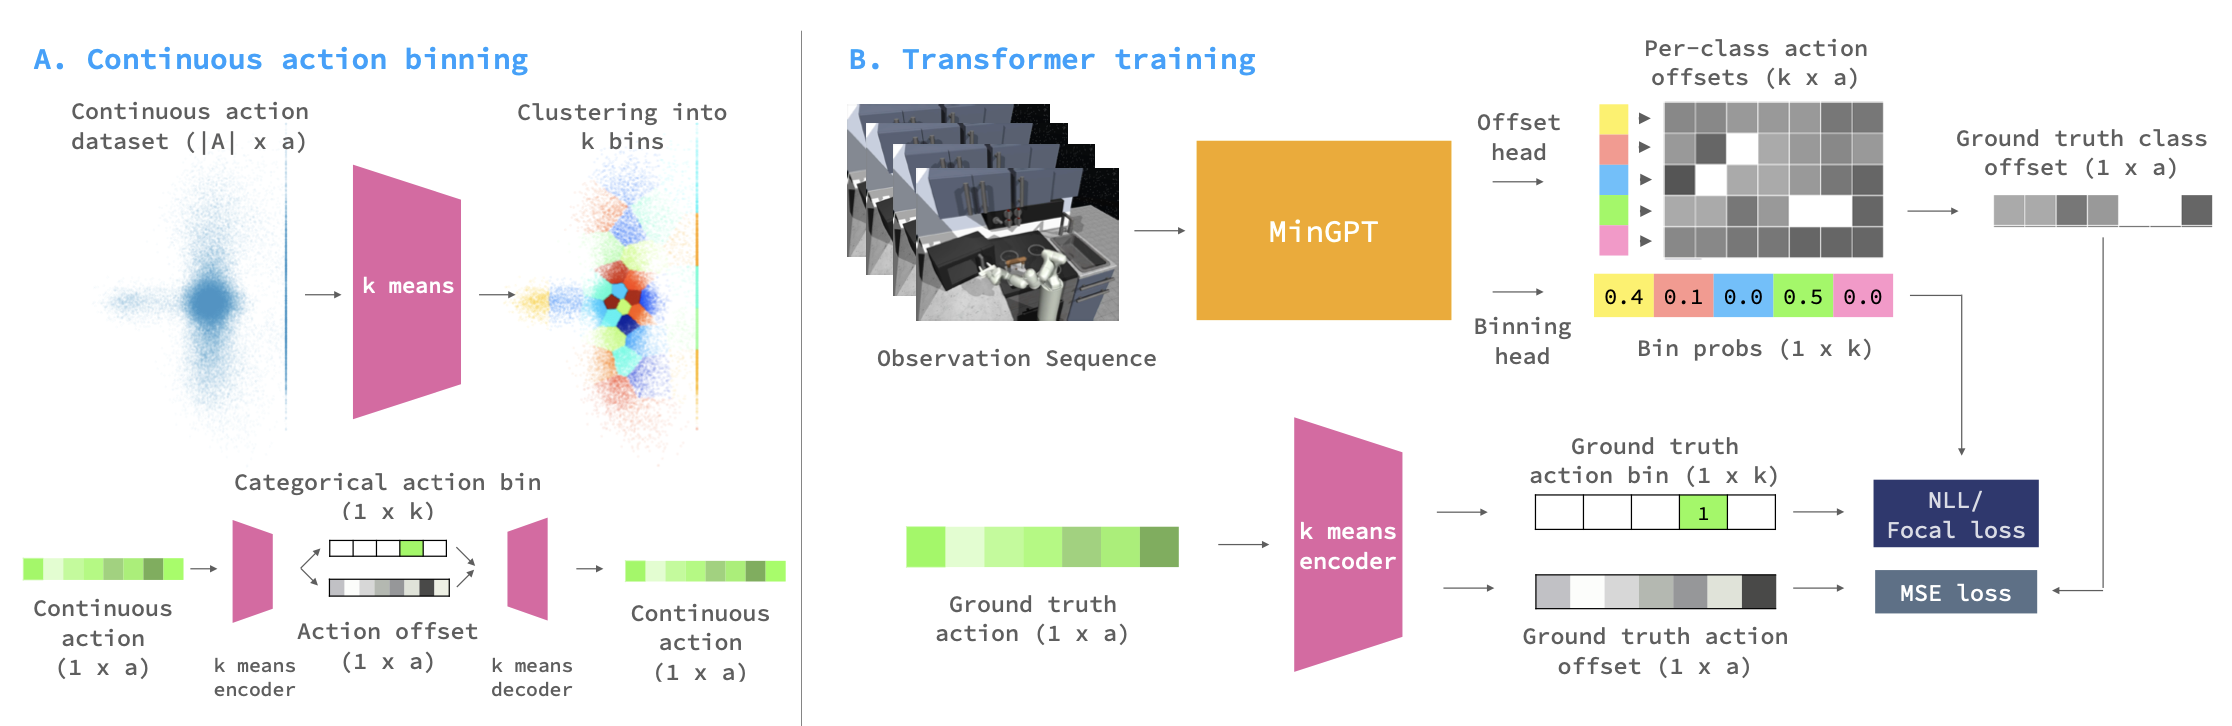 A. Continuous action binning
Continuous action
dataset (|A| x a)
Clustering into
k bins
k means
Categorical action bin
(1 x k)
Continuous
action
(1 x a)
k means
encoder
Action offset
(1 x a)
k means
decoder
Continuous
action
(1 x a)
B. Transformer training
Observation Sequence
MinGPT
Offset
head
Binning
head
Per-class action
offsets (k x a)
Ground truth class
offset (1 x a)
0.4 0.1 0.0 0.5 0.0
Bin probs (1 x k)
Ground truth
action (1 x a)
k means
encoder
Ground truth
action bin (1 x k)
1
Ground truth action
offset (1 x a)
NLL/
Focal loss
MSE loss